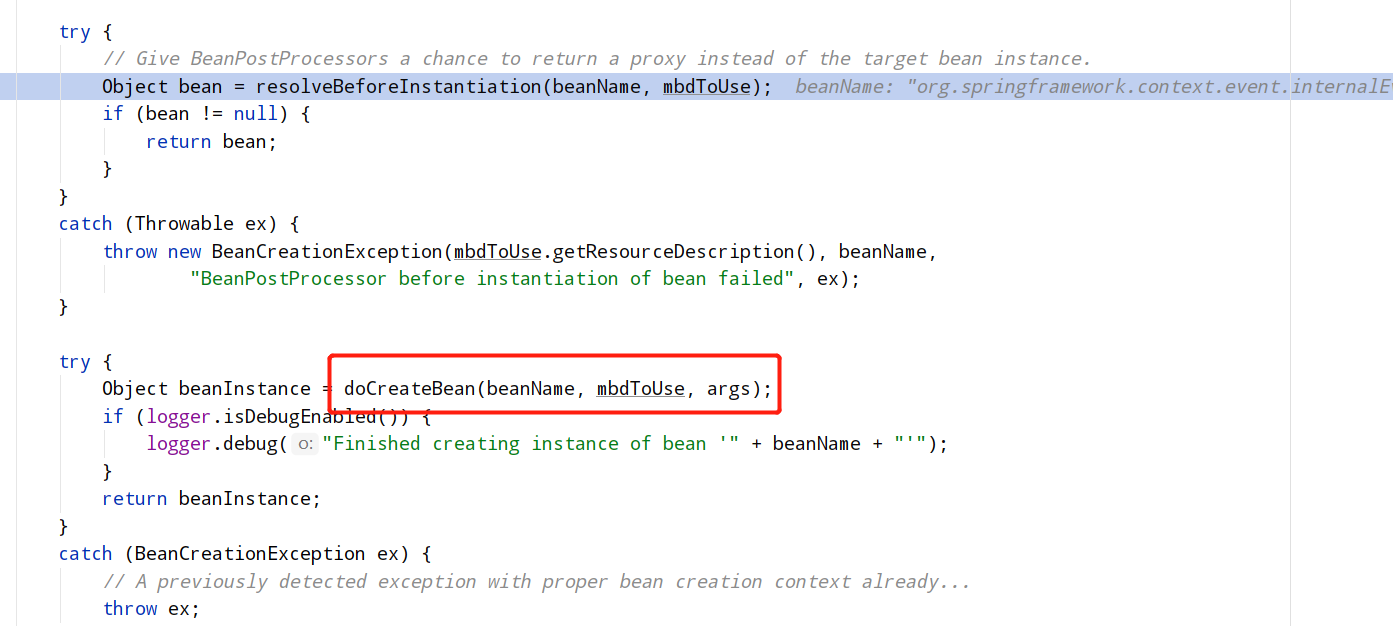 try {
// Give BeanPostProcessors a chance to return a proxy instead of the target bean instance.
Object bean = resolveBeforeInstantiation(beanName, mbdToUse); beanName: "org.springframework.context.event.internalEv
if (bean != null) {
return bean;
}
}
catch (Throwable ex) {
throw new BeanCreationException(mbdToUse.getResourceDescription(), beanName,
"BeanPostProcessor before instantiation of bean failed", ex);
}
try {
Object beanInstance = doCreateBean(beanName, mbdToUse, args);
if (logger.isDebugEnabled()) {
logger.debug( o: "Finished creating instance of bean '" + beanName + "'");
}
return beanInstance;
}
catch (BeanCreationException ex) {
// A previously detected exception with proper bean creation context already...
throw ex;